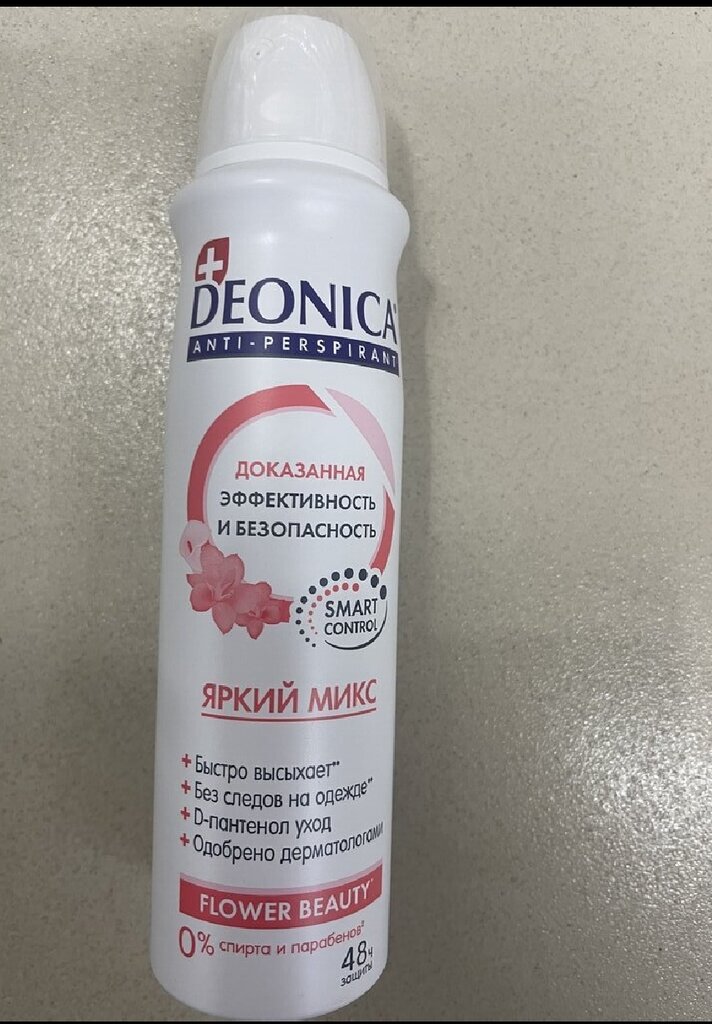 DEONICA®
ANTI-PERSPIRANT
ДОКАЗАННАЯ
ЭФФЕКТИВНОСТЬ
И БЕЗОПАСНОСТЬ
SMART
CONTROL
ЯРКИЙ МИКС
+ Быстро высыхает**
+ Без следов на одежде**
+ D-пантенол уход
+ Одобрено дерматологами
FLOWER BEAUTY
0% спирта и парабенов
48ч
защиты